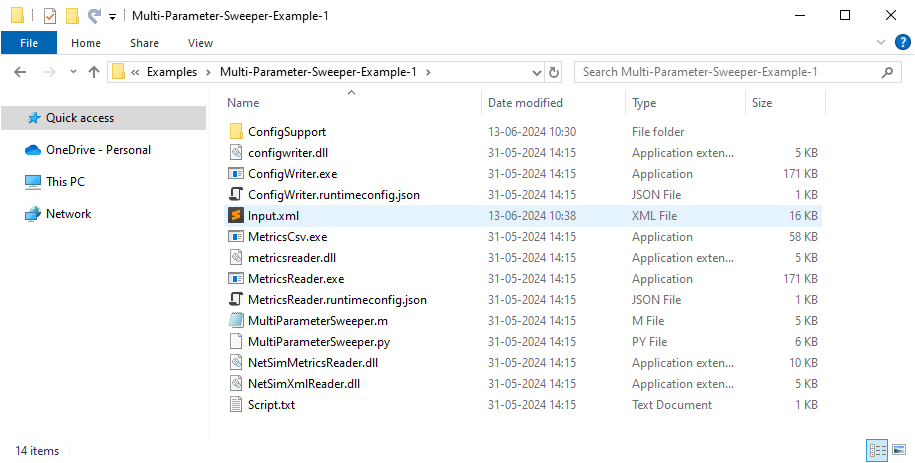 Multi-Parameter-Sweeper-Example-1
File Home Share View
« Examples Multi-Parameter-Sweeper-Example-1 Search Multi-Parameter-Sweeper-Example-1
Quick access
OneDrive - Personal
This PC
Network
Name Date modified Type Size
ConfigSupport 13-06-2024 10:30 File folder
configwriter.dll 31-05-2024 14:15 Application exten... 5 KB
ConfigWriter.exe 31-05-2024 14:15 Application 171 KB
ConfigWriter.runtimeconfig.json 31-05-2024 14:15 JSON File 1 KB
Input.xml 13-06-2024 10:38 XML File 16 KB
MetricsCsv.exe 31-05-2024 14:15 Application 58 KB
metricsreader.dll 31-05-2024 14:15 Application exten... 5 KB
MetricsReader.exe 31-05-2024 14:15 Application 171 KB
MetricsReader.runtimeconfig.json 31-05-2024 14:15 JSON File 1 KB
MultiParameterSweeper.m 31-05-2024 14:15 M File 5 KB
MultiParameterSweeper.py 31-05-2024 14:15 PY File 6 KB
NetSimMetricsReader.dll 31-05-2024 14:15 Application exten... 10 KB
NetSimXmlReader.dll 31-05-2024 14:15 Application exten... 5 KB
Script.txt 31-05-2024 14:15 Text Document 1 KB
14 items